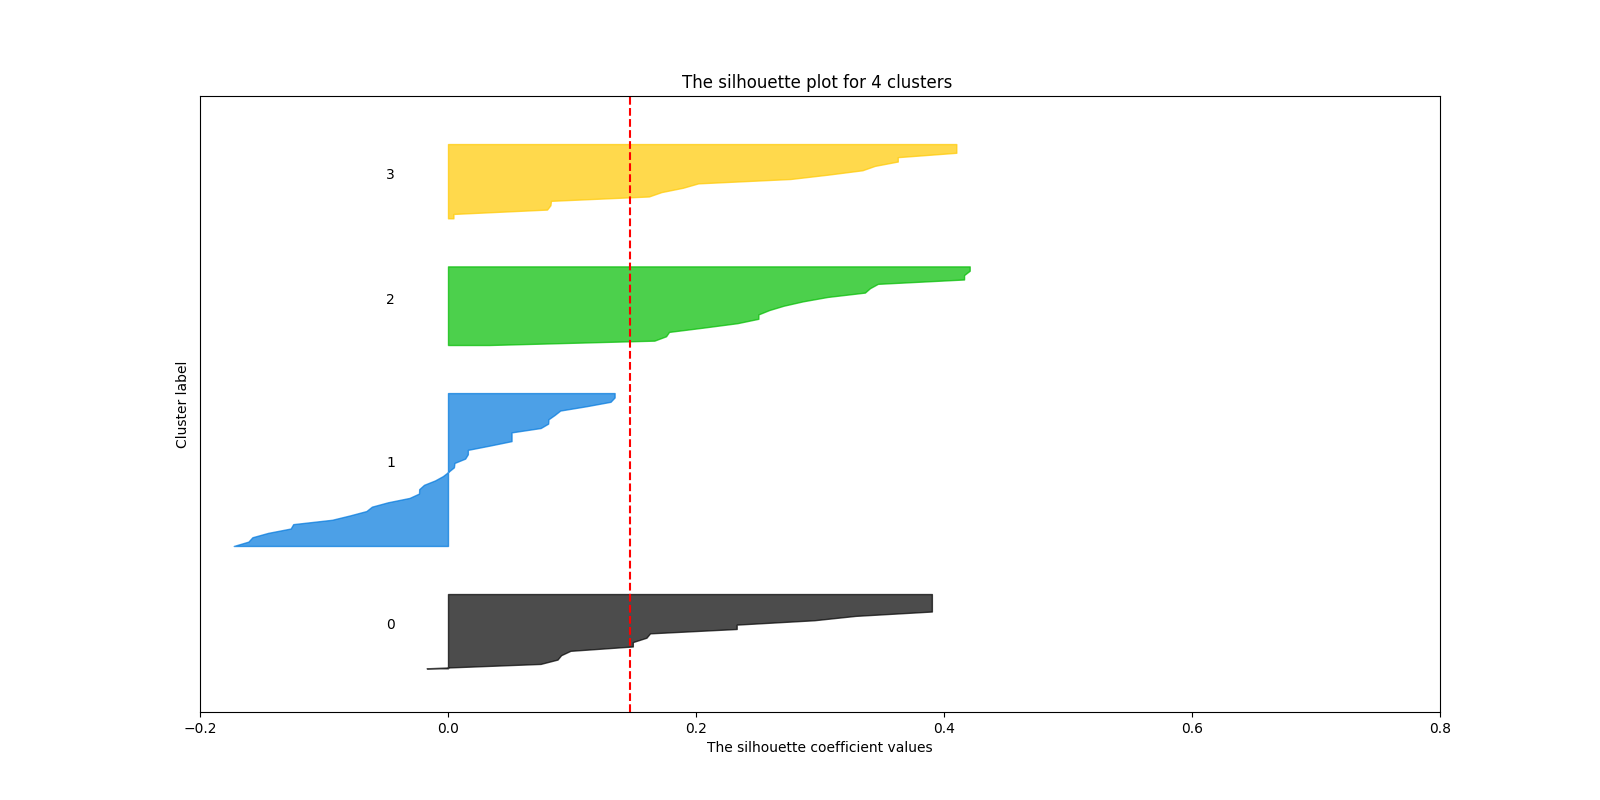 The silhouette plot for 4 clusters
3
2
1
0
Cluster label
−0.2 0.0 0.2 0.4 0.6 0.8
The silhouette coefficient values